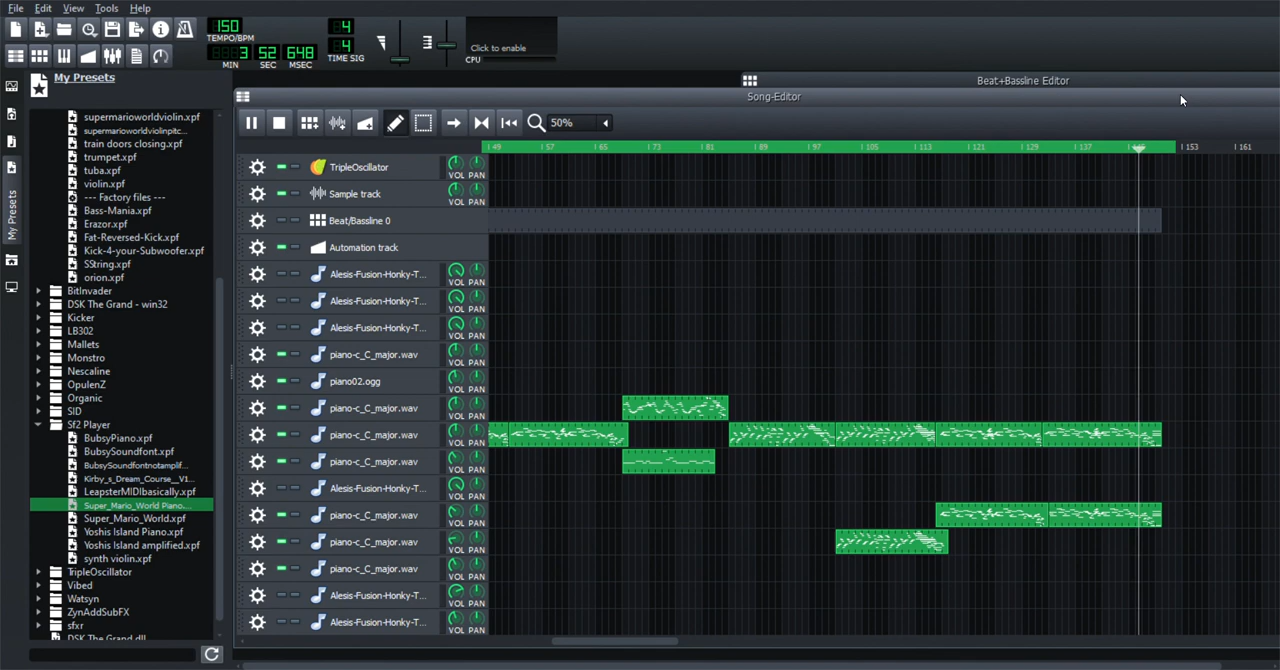 File Edit View Tools Help
150
TEMPO/BPM
3 52 648
MIN SEC MSEC
4
4
TIME SIG
Click to enable
CPU
My Presets
My Presets
supermarioworldviolin.xpf
supermarioworldviolinpitc...
train doors closing.xpf
trumpet.xpf
tuba.xpf
violin.xpf
--- Factory files ---
Bass-Mania.xpf
Erazor.xpf
Fat-Reversed-Kick.xpf
Kick-4-your-Subwoofer.xpf
SString.xpf
orion.xpf
BitInvader
DSK The Grand - win32
Kicker
LB302
Mallets
Monstro
Nescaline
OpulenZ
Organic
SID
Sf2 Player
BubsyPiano.xpf
BubsySoundfont.xpf
BubsySoundfontnotamplif...
Kirby_s_Dream_Course__V1...
LeapsterMIDIbasically.xpf
Super_Mario_World Piano....
Super_Mario_World.xpf
Yoshis Island Piano.xpf
Yoshis Island amplified.xpf
synth violin.xpf
TripleOscillator
Vibed
Watsyn
ZynAddSubFX
sfxr
DSK The Grand.dll
Beat+Bassline Editor
Song-Editor
50%
49 57 65 73 81 89 97 105 113 121 129 137 145 153 161
TripleOscillator VOL PAN
Sample track VOL PAN
Beat/Bassline 0
Automation track
Alesis-Fusion-Honky-T... VOL PAN
Alesis-Fusion-Honky-T... VOL PAN
Alesis-Fusion-Honky-T... VOL PAN
piano-c_C_major.wav VOL PAN
piano02.ogg VOL PAN
piano-c_C_major.wav VOL PAN
piano-c_C_major.wav VOL PAN
piano-c_C_major.wav VOL PAN
Alesis-Fusion-Honky-T... VOL PAN
piano-c_C_major.wav VOL PAN
piano-c_C_major.wav VOL PAN
piano-c_C_major.wav VOL PAN
Alesis-Fusion-Honky-T... VOL PAN
Alesis-Fusion-Honky-T... VOL PAN